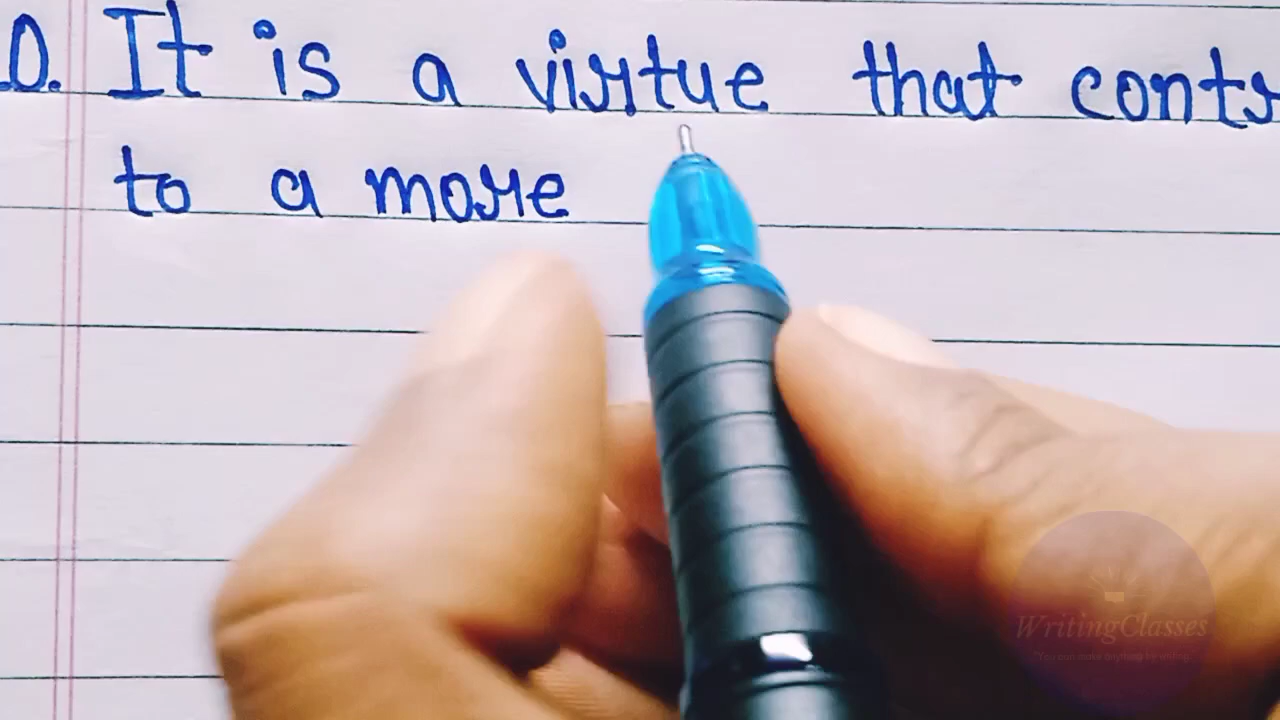 0. It is a virtue that contr
to a more
WritingClasses